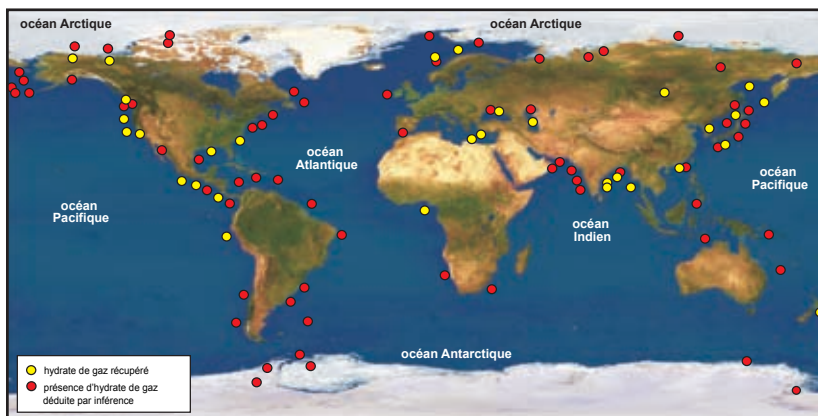 océan Arctique
océan Arctique
océan
Atlantique
océan
Pacifique
océan
Pacifique
océan
Indien
océan Antarctique
hydrate de gaz récupéré
présence d'hydrate de gaz
déduite par inférence